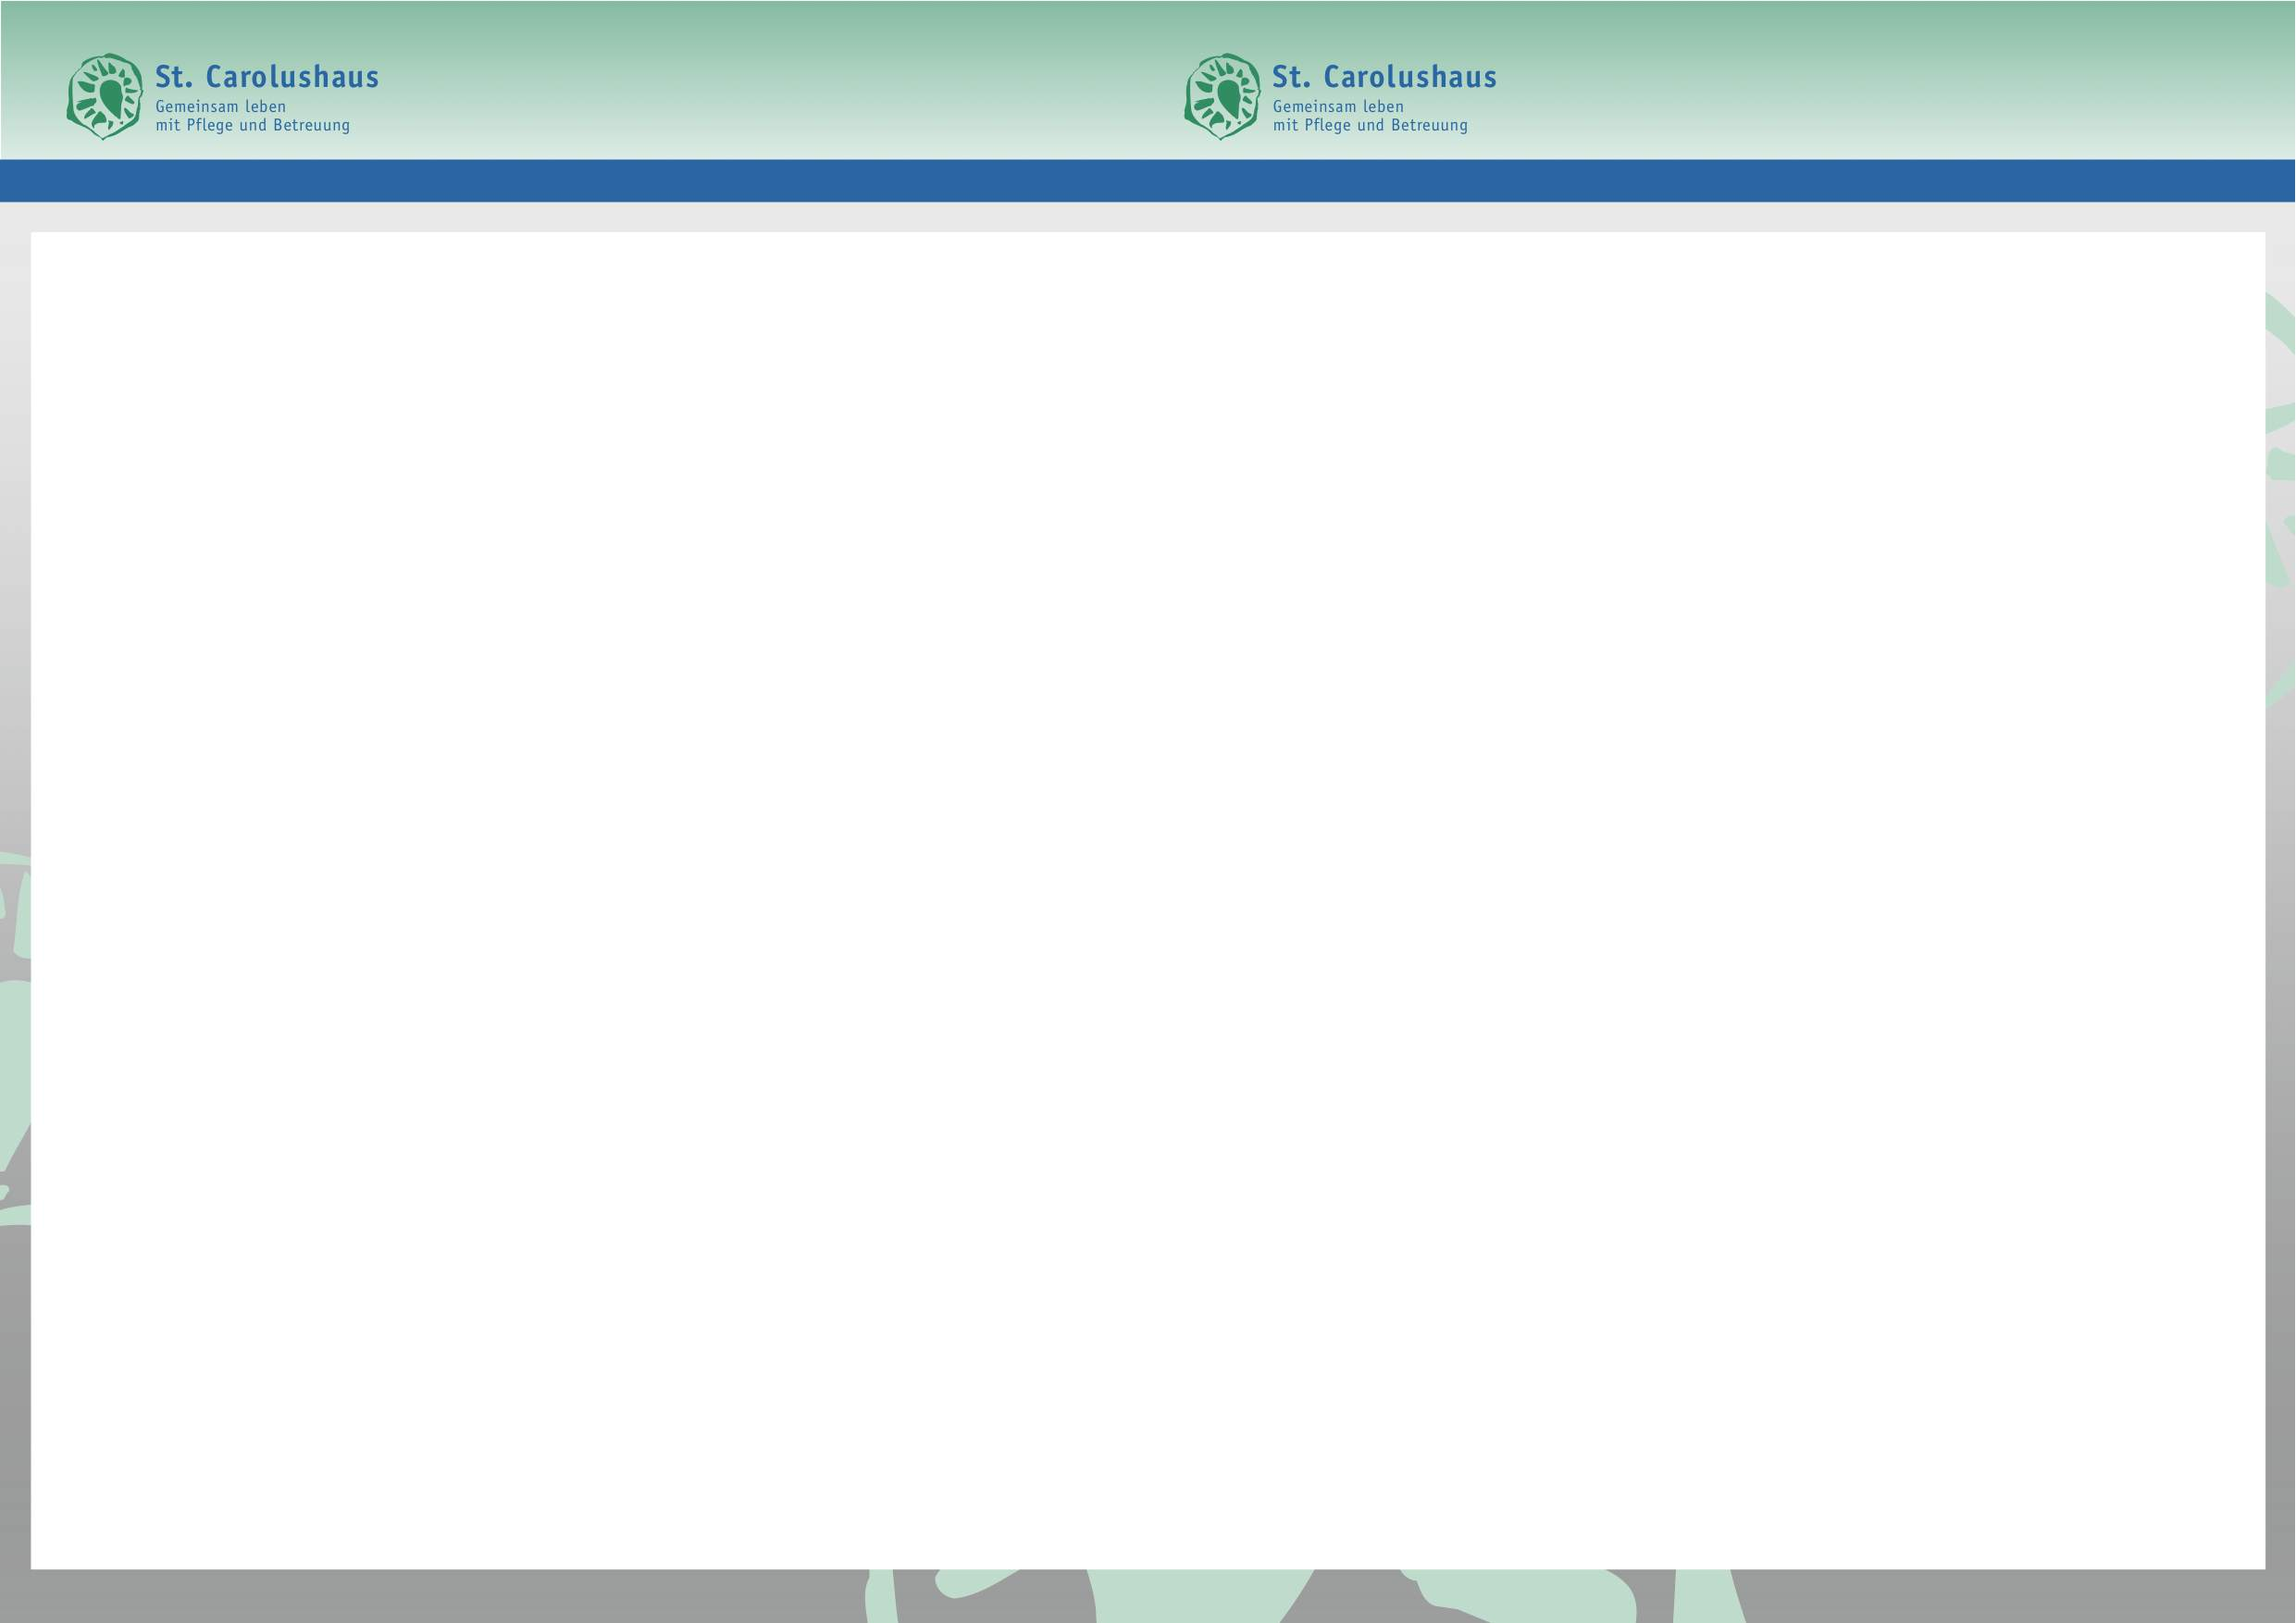 St. Carolushaus
Gemeinsam leben
mit Pflege und Betreuung
St. Carolushaus
Gemeinsam leben
mit Pflege und Betreuung